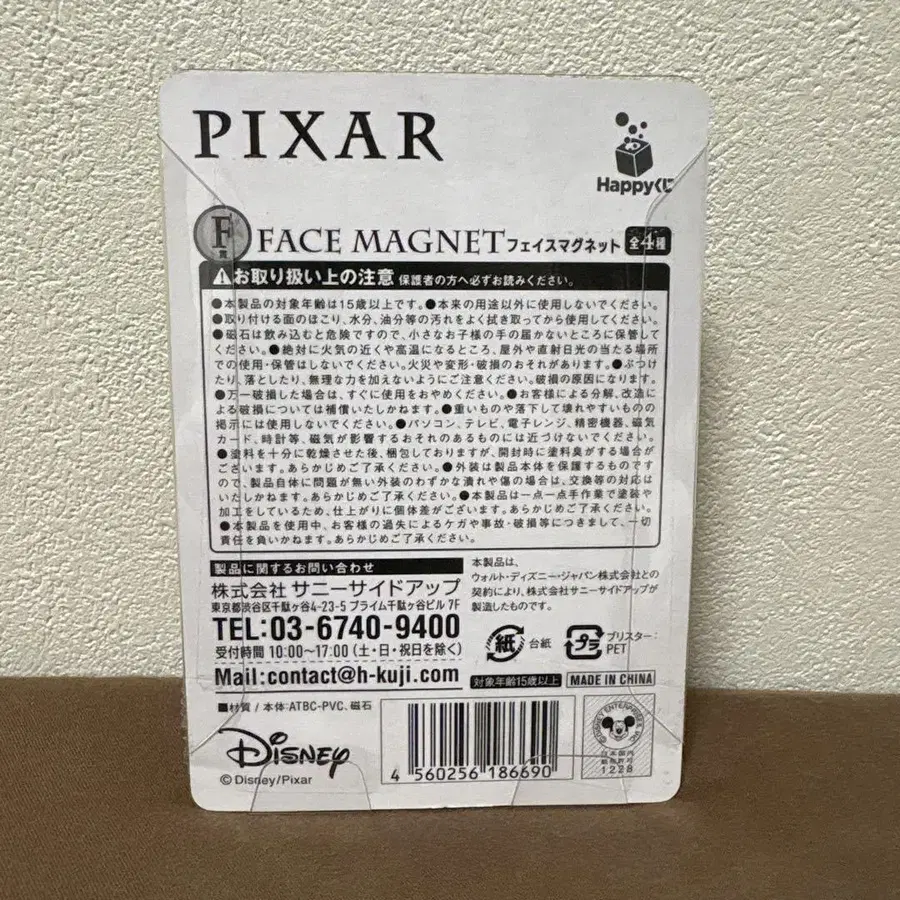 PIXAR
Happyくじ
F賞
FACE MAGNET フェイスマグネット 全4種
お取り扱い上の注意 保護者の方へ必ずお読みください。
●本製品の対象年齢は15歳以上です。●本来の用途以外に使用しないでください。
●取り付ける面のほこり、水分、油分等の汚れをよく拭き取ってから使用してください。
●磁石は飲み込むと危険ですので、小さなお子様の手の届かないところに保管して
ください。●絶対に火気の近くや高温になるところ、屋外や直射日光の当たる場所
での使用・保管はしないでください。火災や変形・破損のおそれがあります。●ぶつけ
たり、落としたり、無理な力を加えないようにご注意ください。破損の原因になります。
●万一破損した場合は、すぐに使用をおやめください。●お客様による分解、改造に
よる破損については補償いたしかねます。●重いものや落下して壊れやすいものの
掲示には使用しないでください。●パソコン、テレビ、電子レンジ、精密機器、磁気
カード、時計等、磁気が影響するおそれのあるものには近づけないでください。
●塗料を十分に乾燥させた後、梱包しておりますが、開封時に塗料臭がする場合が
ございます。あらかじめご了承ください。●外装は製品本体を保護するものですの
で、製品自体に問題が無い外装のわずかな潰れや傷の場合は、交換等の対応は
いたしかねます。あらかじめご了承ください。●本製品は一点一点手作業で塗装や
加工をしているため、仕上がりに個体差がございます。あらかじめご了承ください。
●本製品を使用中、お客様の過失によるケガや事故・破損等につきまして、一切
責任を負いかねます。あらかじめご了承ください。
製品に関するお問い合わせ
株式会社 サニーサイドアップ
東京都渋谷区千駄ヶ谷4-23-5 プライム千駄ヶ谷ビル 7F
TEL:03-6740-9400
受付時間 10:00〜17:00(土・日・祝日を除く)
Mail:contact@h-kuji.com
本製品は、
ウォルト・ディズニー・ジャパン株式会社との
契約により、株式会社サニーサイドアップが
製造したものです。
紙 台紙
プラ ブリスター:
PET
対象年齢15歳以上
MADE IN CHINA
■材質 / 本体:ATBC-PVC、磁石
Disney
© Disney/Pixar
4 560256 186690
©DISNEY ENTERPRISES, INC.
日本国内
販売許可
1228